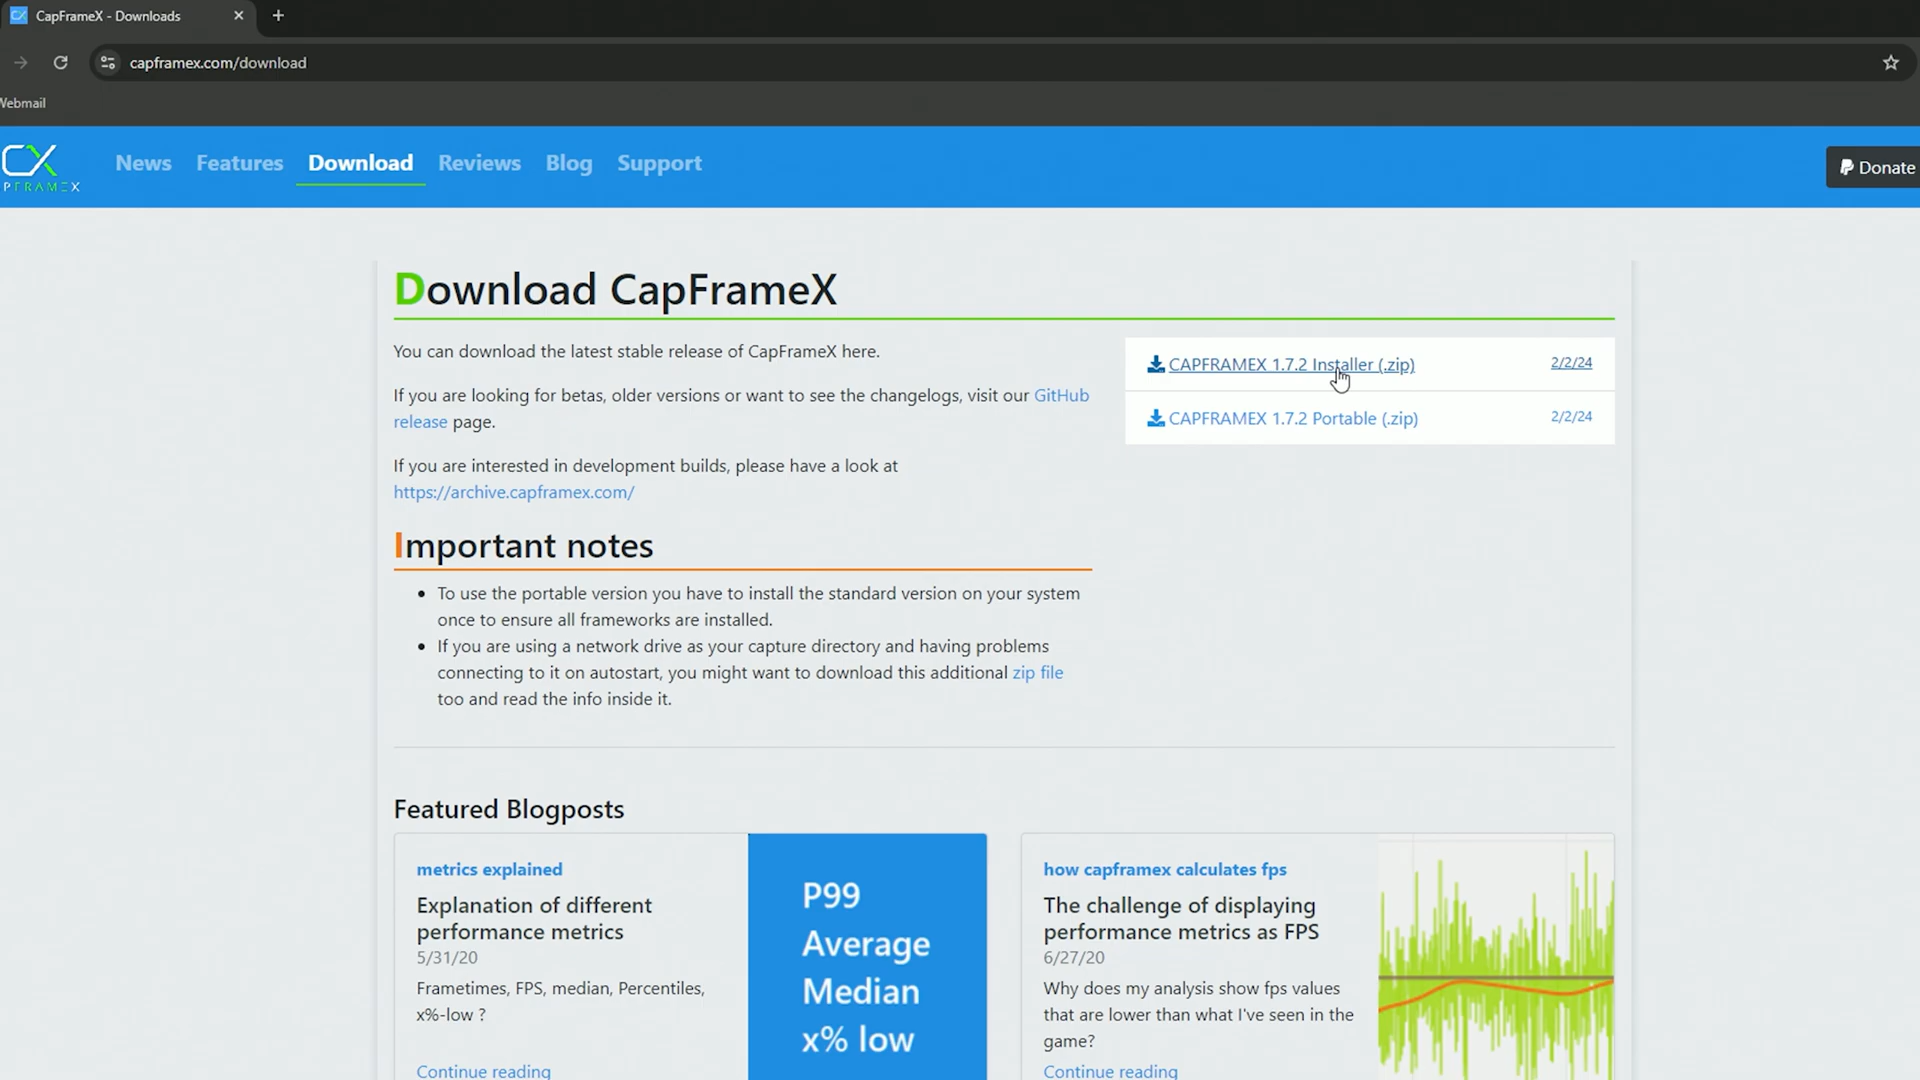 CapFrameX - Downloads
capframex.com/download
Webmail
CX
PFRAMEX
News
Features
Download
Reviews
Blog
Support
Donate
Download CapFrameX
You can download the latest stable release of CapFrameX here.
If you are looking for betas, older versions or want to see the changelogs, visit our GitHub
release page.
If you are interested in development builds, please have a look at
https://archive.capframex.com/
CAPFRAMEX 1.7.2 Installer (.zip) 2/2/24
CAPFRAMEX 1.7.2 Portable (.zip) 2/2/24
Important notes
To use the portable version you have to install the standard version on your system
once to ensure all frameworks are installed.
If you are using a network drive as your capture directory and having problems
connecting to it on autostart, you might want to download this additional zip file
too and read the info inside it.
Featured Blogposts
metrics explained
Explanation of different
performance metrics
5/31/20
Frametimes, FPS, median, Percentiles,
x%-low ?
Continue reading
P99
Average
Median
x% low
how capframex calculates fps
The challenge of displaying
performance metrics as FPS
6/27/20
Why does my analysis show fps values
that are lower than what I've seen in the
game?
Continue reading